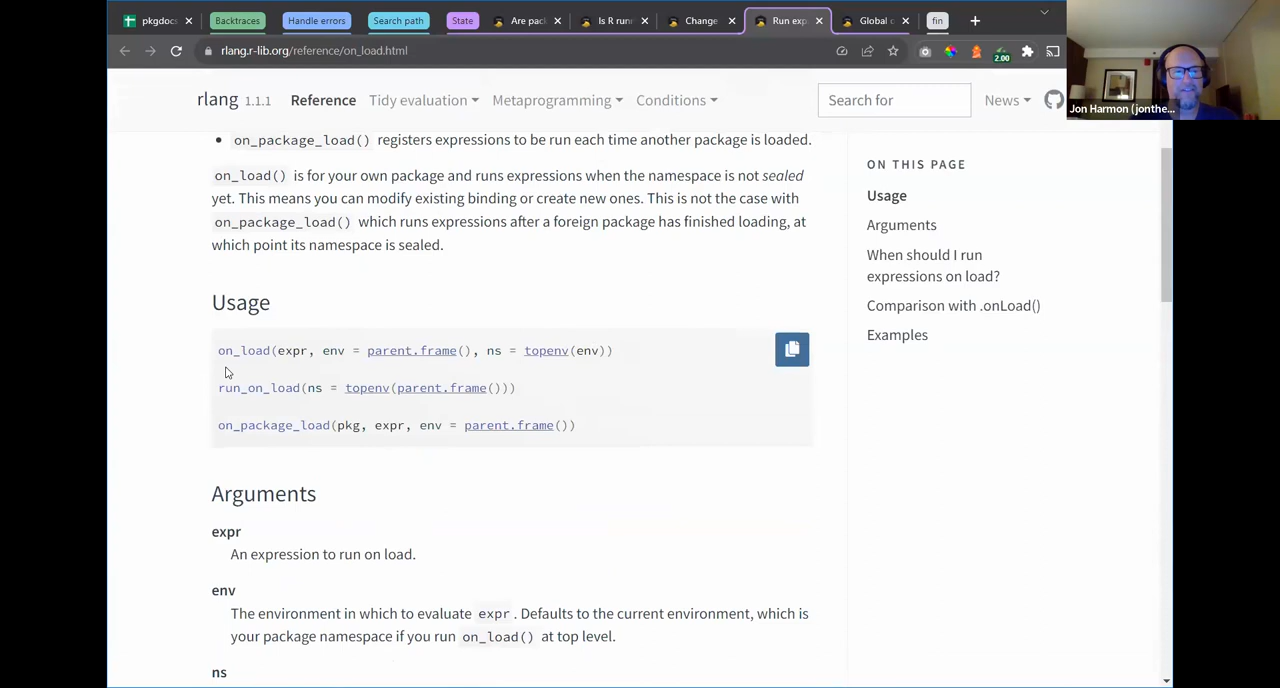 pkgdocs
Backtraces
Handle errors
Search path
State
Are pac
Is R runn
Change
Run exp
Global o
fin
rlang.r-lib.org/reference/on_load.html
2.00
Jon Harmon (jonthe...
rlang 1.1.1 Reference Tidy evaluation Metaprogramming Conditions
Search for
News
on_package_load() registers expressions to be run each time another package is loaded.
on_load() is for your own package and runs expressions when the namespace is not sealed
yet. This means you can modify existing binding or create new ones. This is not the case with
on_package_load() which runs expressions after a foreign package has finished loading, at
which point its namespace is sealed.
Usage
on_load(expr, env = parent.frame(), ns = topenv(env))
run_on_load(ns = topenv(parent.frame()))
on_package_load(pkg, expr, env = parent.frame())
Arguments
expr
An expression to run on load.
env
The environment in which to evaluate expr. Defaults to the current environment, which is
your package namespace if you run on_load() at top level.
ns
ON THIS PAGE
Usage
Arguments
When should I run
expressions on load?
Comparison with .onLoad()
Examples